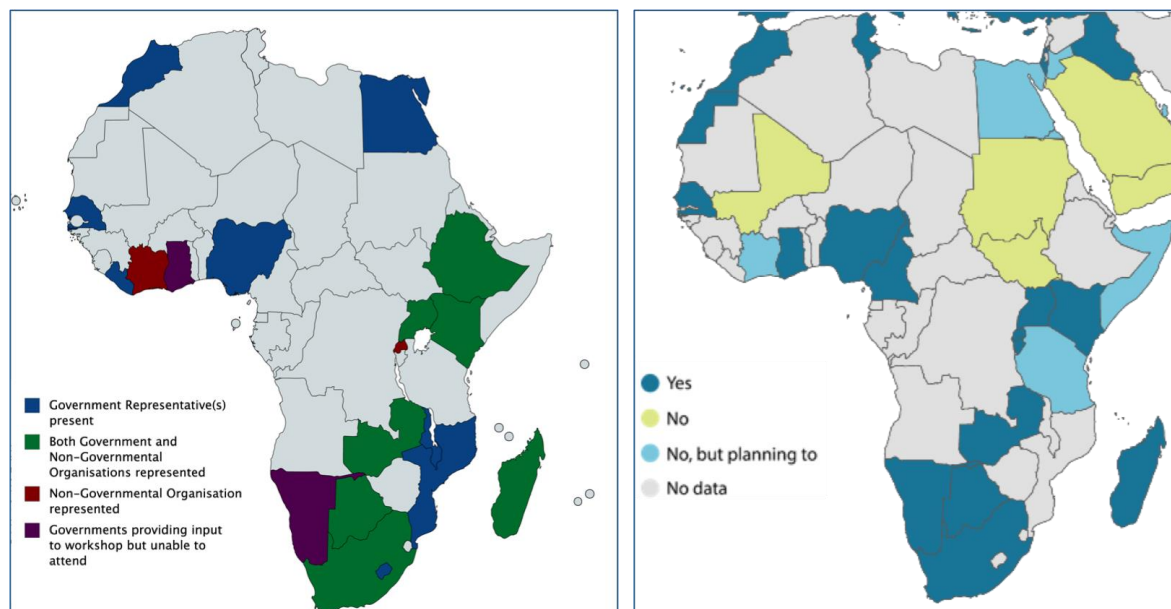 Government Representative(s)
present
Both Government and
Non-Governmental
Organisations represented
Non-Governmental Organisation
represented
Governments providing input
to workshop but unable to
attend
Yes
No
No, but planning to
No data